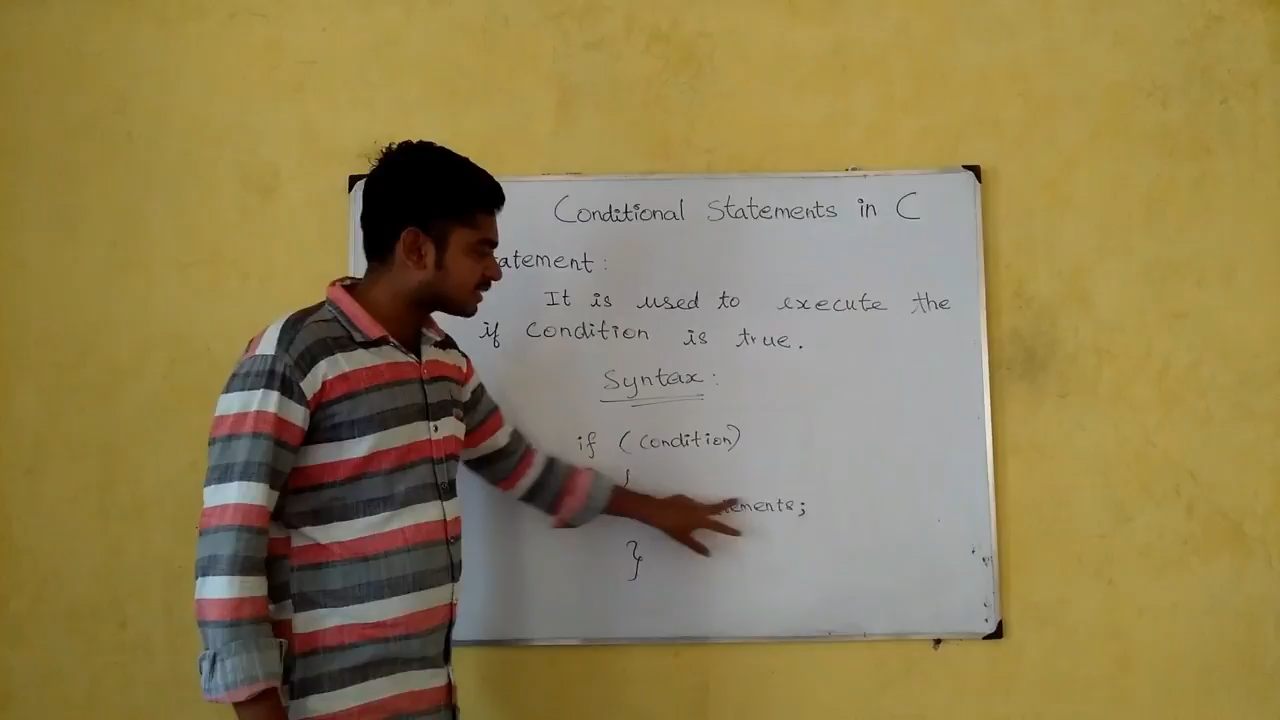 Conditional Statements in C
atement :
It is used to execute the
if Condition is true.
Syntax :
if (Condition)
{
ements;
}